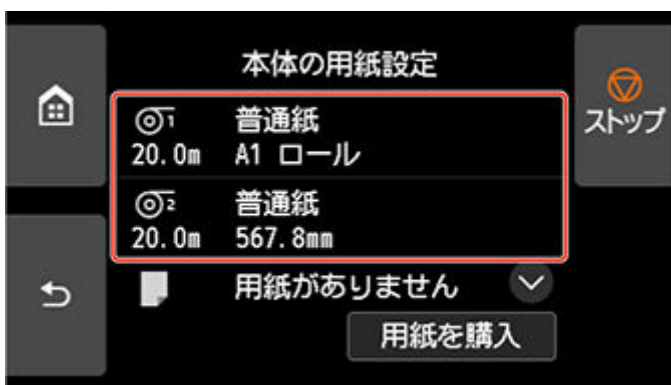 本体の用紙設定
ストップ
1 普通紙
20.0m A1 ロール
2 普通紙
20.0m 567.8mm
用紙がありません
用紙を購入